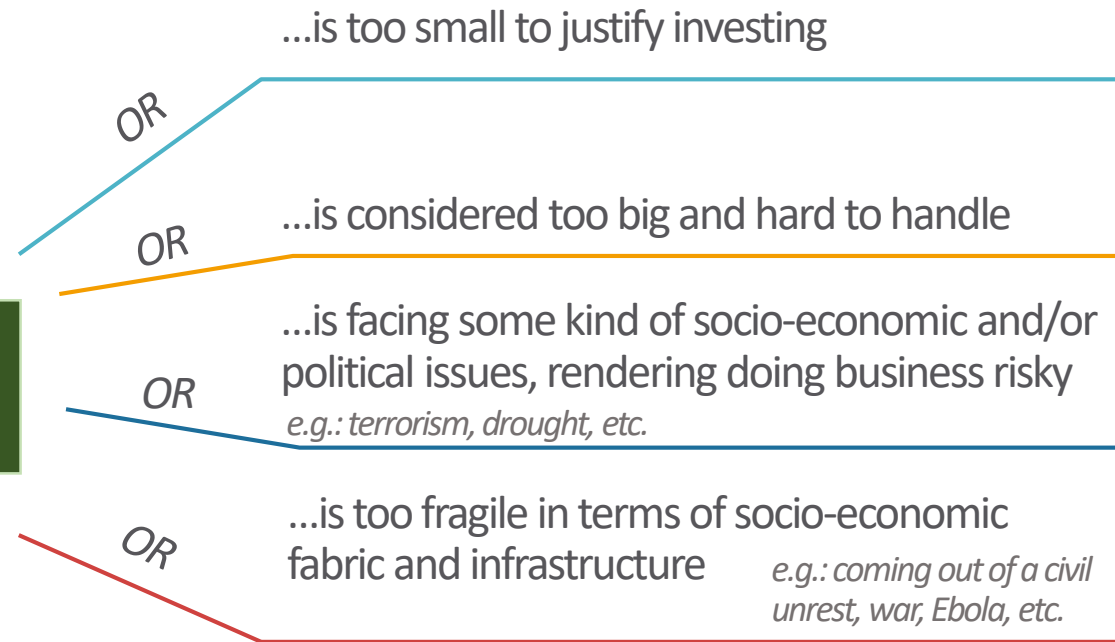 ...is too small to justify investing
OR
...is considered too big and hard to handle
OR
...is facing some kind of socio-economic and/or
political issues, rendering doing business risky
OR
e.g.: terrorism, drought, etc.
...is too fragile in terms of socio-economic
fabric and infrastructure
OR
e.g.: coming out of a civil
unrest, war, Ebola, etc.